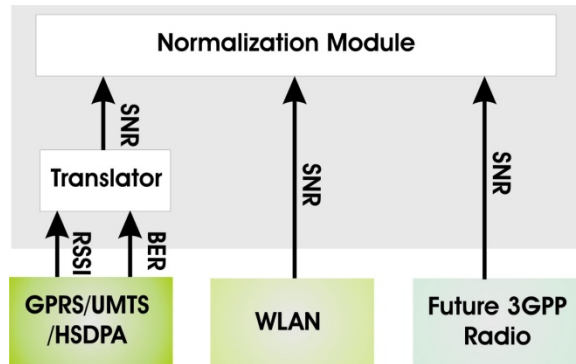 Normalization Module
SNR
Translator
SNR
SNR
RSSI
BER
GPRS/UMTS
/HSDPA
WLAN
Future 3GPP
Radio